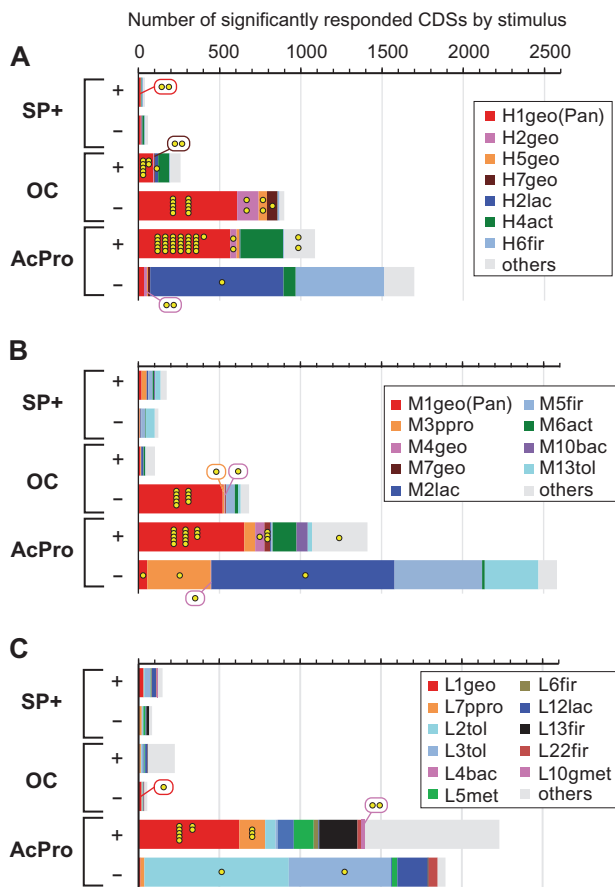 Number of significantly responded CDSs by stimulus
A
0 500 1000 1500 2000 2500
SP+
+
−
OC
+
−
AcPro
+
−
H1geo(Pan)
H2geo
H5geo
H7geo
H2lac
H4act
H6fir
others
B
SP+
+
−
OC
+
−
AcPro
+
−
M1geo(Pan) M5fir
M3ppro M6act
M4geo M10bac
M7geo M13tol
M2lac others
C
SP+
+
−
OC
+
−
AcPro
+
−
L1geo L6fir
L7ppro L12lac
L2tol L13fir
L3tol L22fir
L4bac L10gmet
L5met others